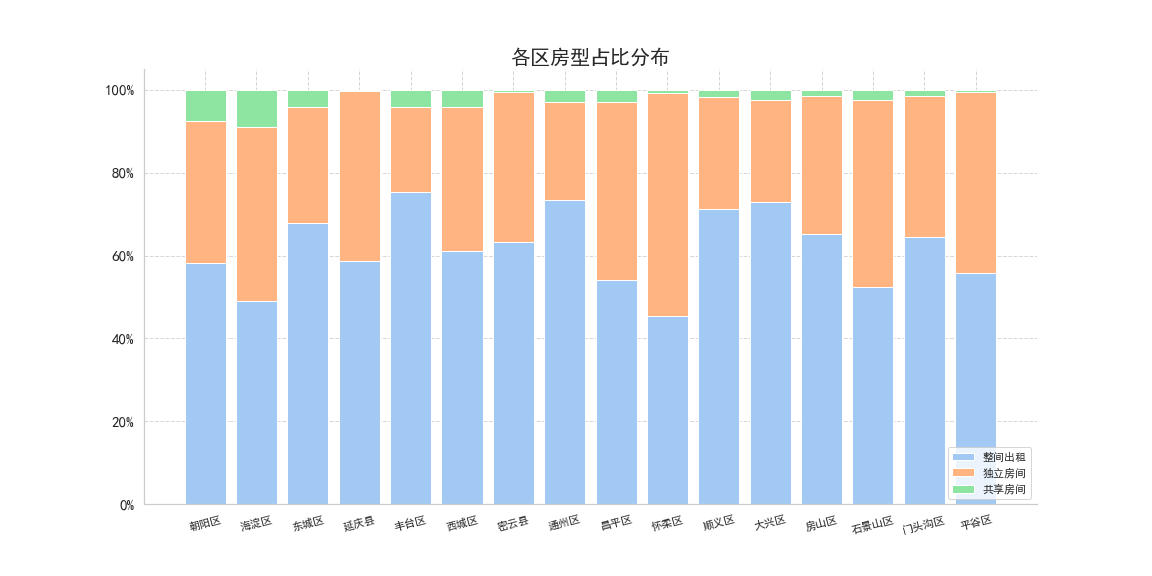 各区房型占比分布
100%
80%
60%
40%
20%
0%
整间出租
独立房间
共享房间
朝阳区 海淀区 东城区 延庆县 丰台区 西城区 密云县 通州区 昌平区 怀柔区 顺义区 大兴区 房山区 石景山区 门头沟区 平谷区